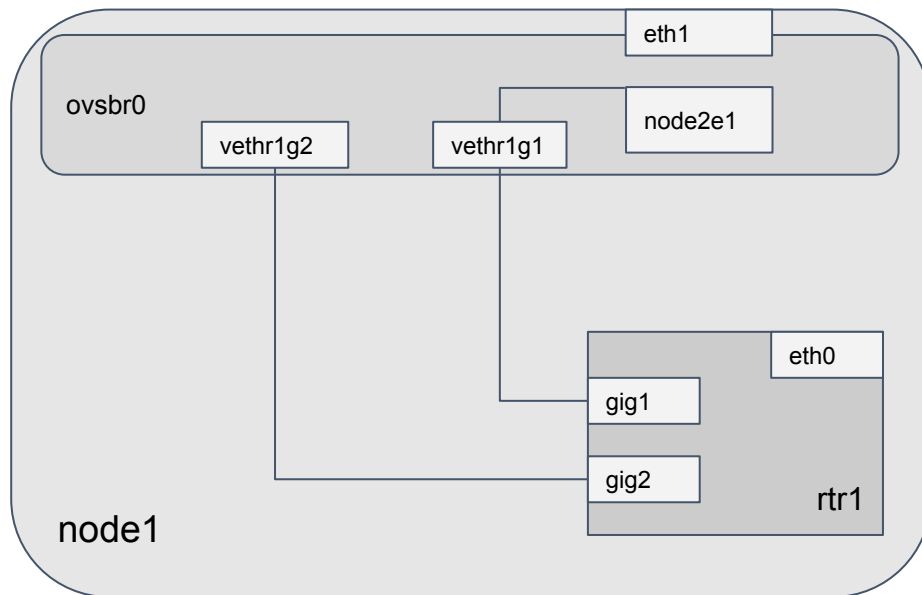 eth1
ovsbr0
node2e1
vethr1g2
vethr1g1
eth0
gig1
gig2
rtr1
node1